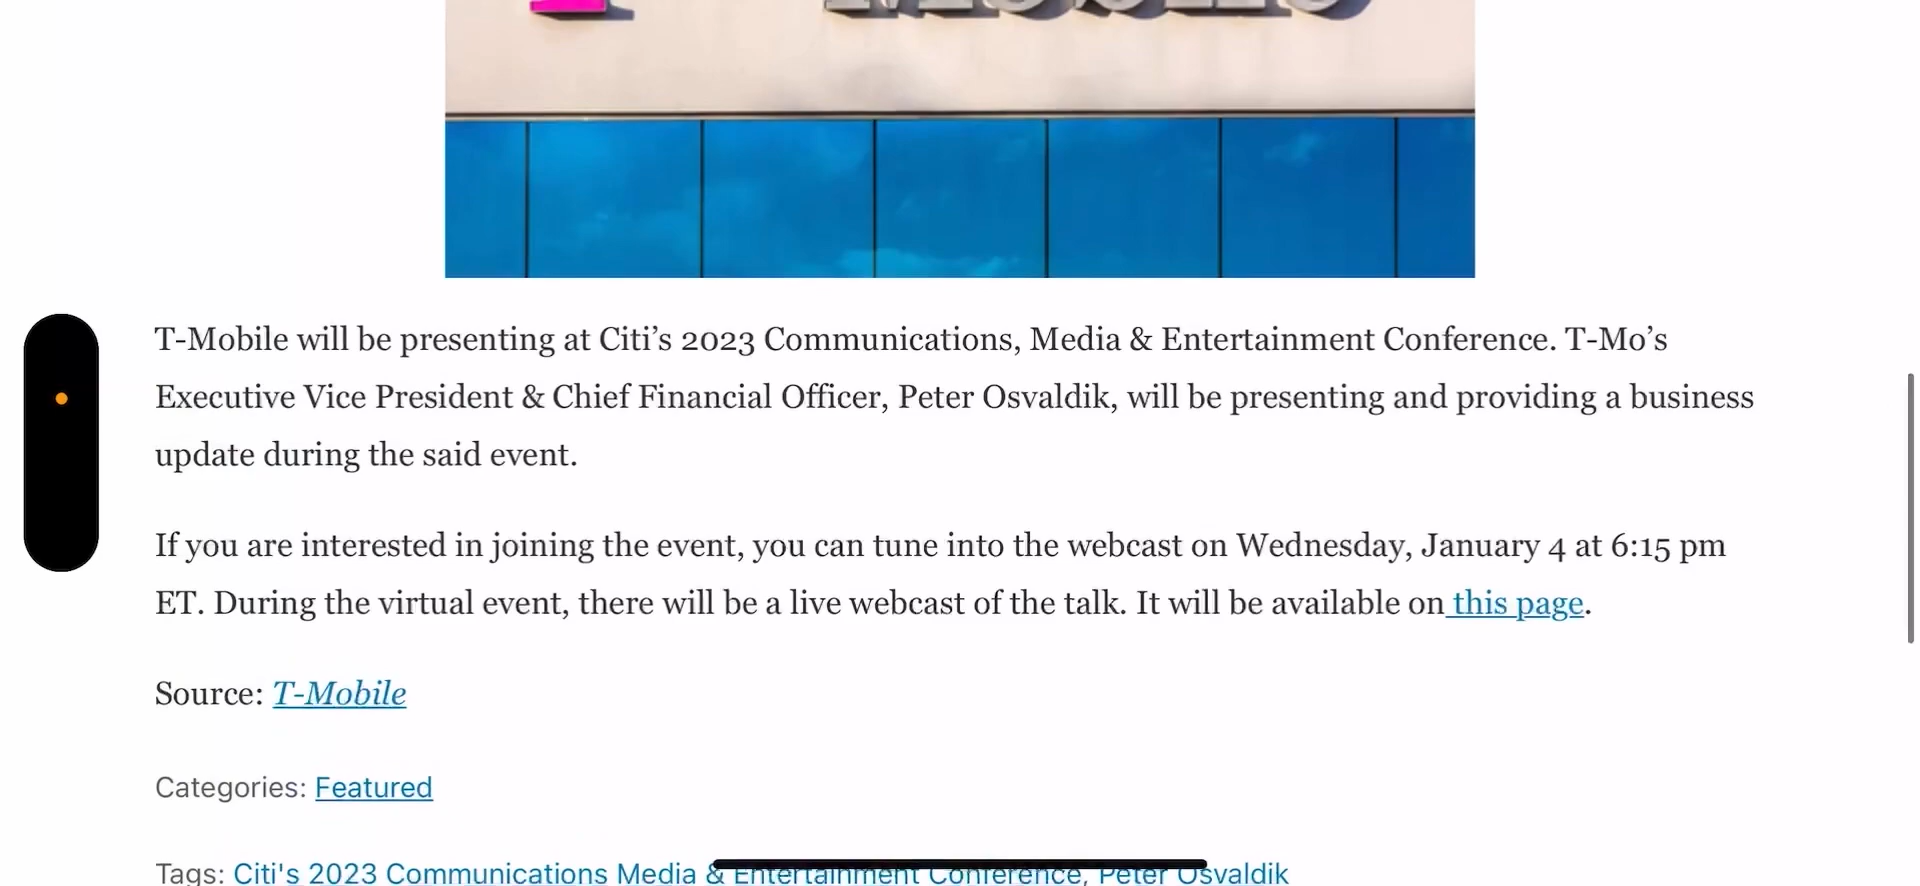 T-Mobile will be presenting at Citi’s 2023 Communications, Media & Entertainment Conference. T-Mo’s
Executive Vice President & Chief Financial Officer, Peter Osvaldik, will be presenting and providing a business
update during the said event.
If you are interested in joining the event, you can tune into the webcast on Wednesday, January 4 at 6:15 pm
ET. During the virtual event, there will be a live webcast of the talk. It will be available on this page.
Source: T-Mobile
Categories: Featured
Tags: Citi's 2023 Communications Media & Entertainment Conference, Peter Osvaldik